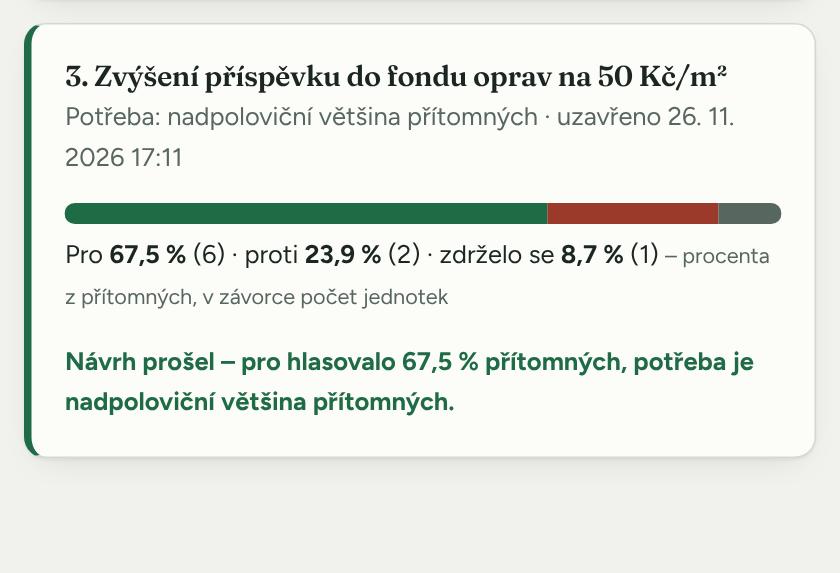 3. Zvýšení příspěvku do fondu oprav na 50 Kč/m²
Potřeba: nadpoloviční většina přítomných · uzavřeno 26. 11.
2026 17:11
Pro 67,5 % (6) · proti 23,9 % (2) · zdrželo se 8,7 % (1) – procenta
z přítomných, v závorce počet jednotek
Návrh prošel – pro hlasovalo 67,5 % přítomných, potřeba je
nadpoloviční většina přítomných.